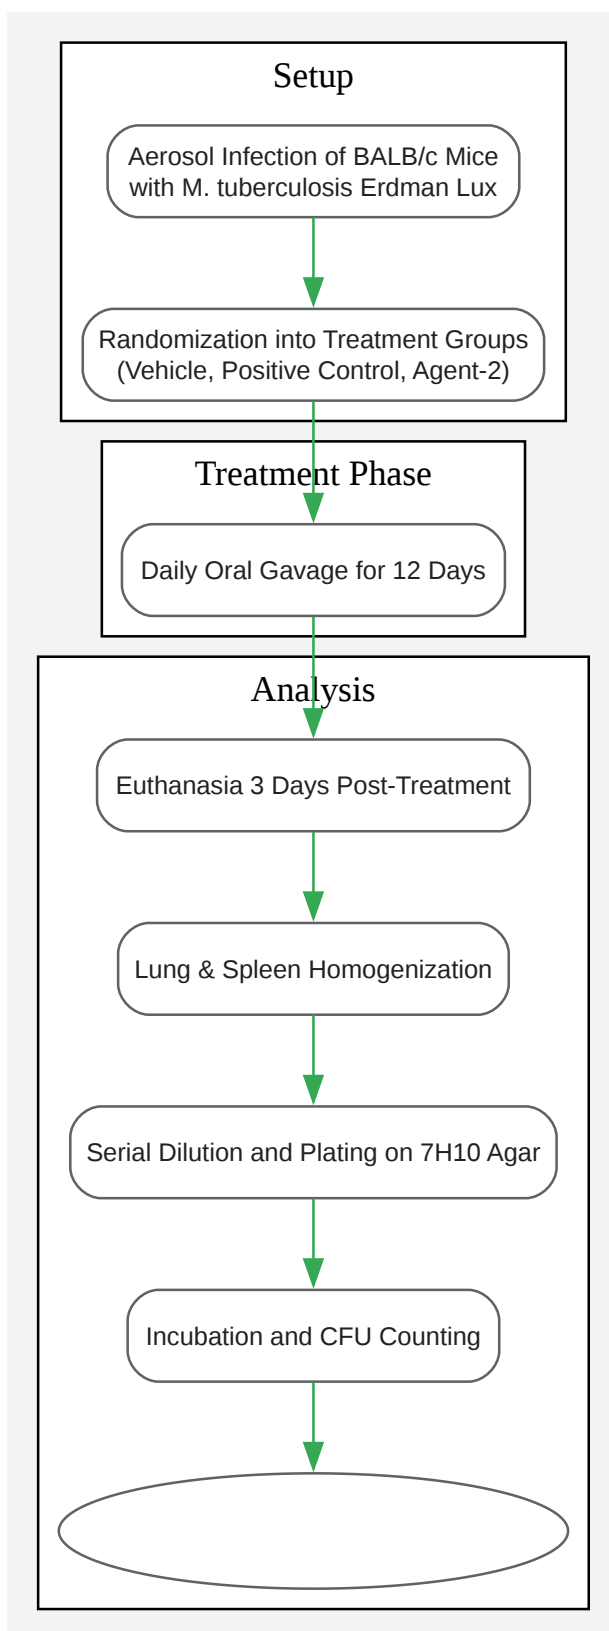 Setup
Aerosol Infection of BALB/c Mice
with M. tuberculosis Erdman Lux
Randomization into Treatment Groups
(Vehicle, Positive Control, Agent-2)
Treatment Phase
Daily Oral Gavage for 12 Days
Analysis
Euthanasia 3 Days Post-Treatment
Lung & Spleen Homogenization
Serial Dilution and Plating on 7H10 Agar
Incubation and CFU Counting